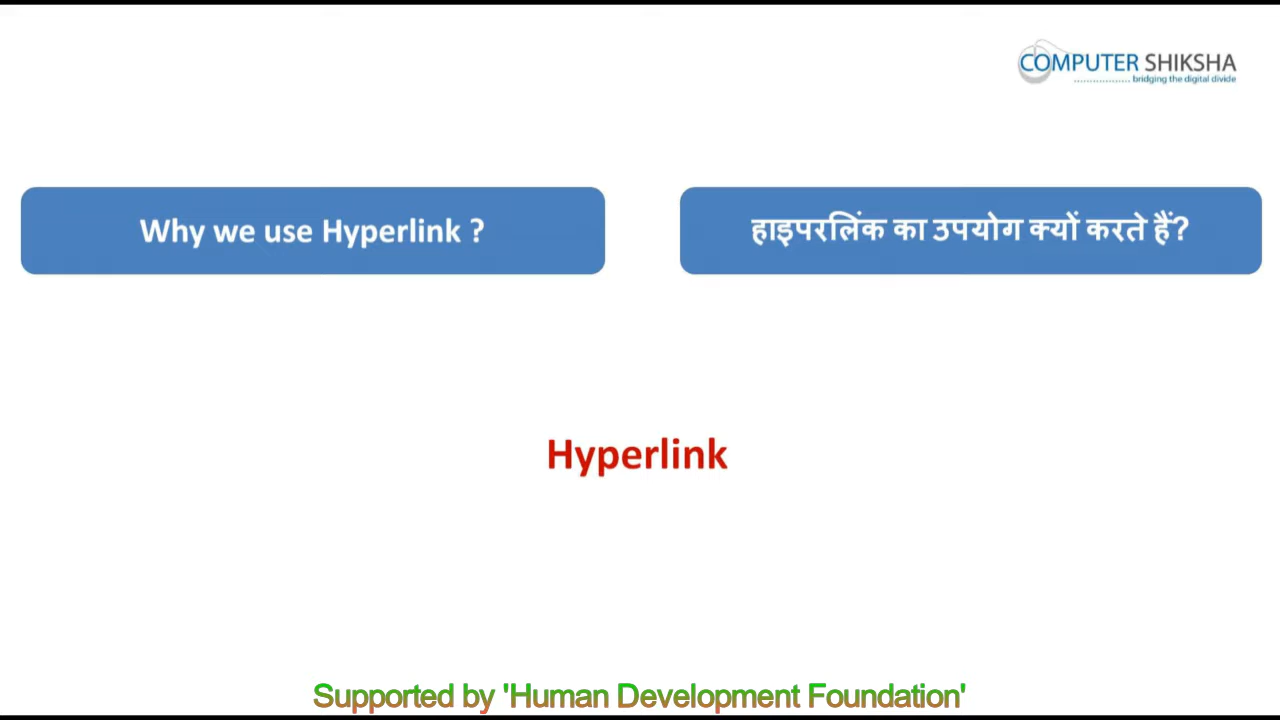 COMPUTER SHIKSHA
.................. bridging the digital divide
Why we use Hyperlink ?
हाइपरलिंक का उपयोग क्यों करते हैं?
Hyperlink
Supported by 'Human Development Foundation'